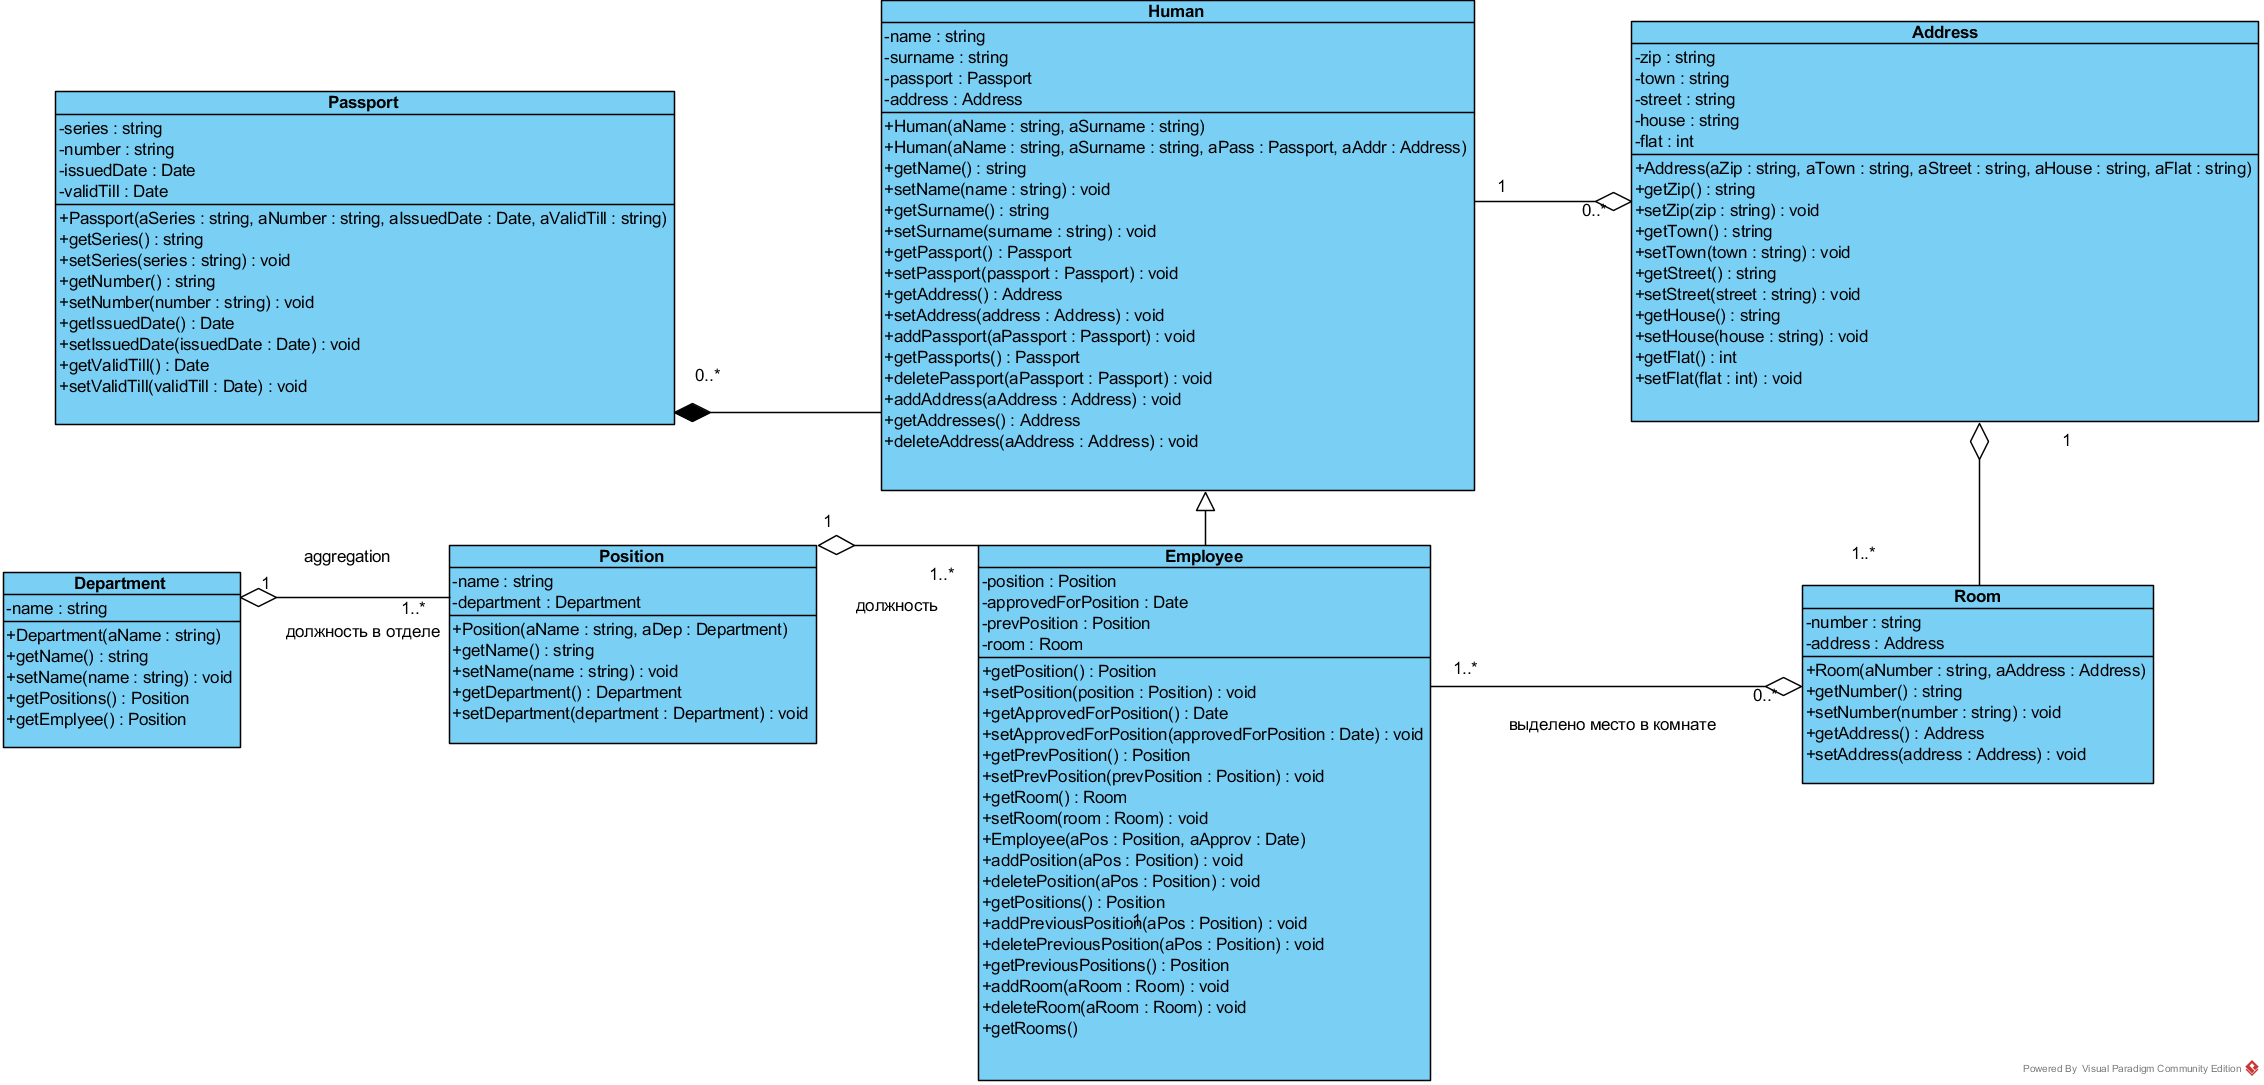 Human
-name : string
-surname : string
-passport : Passport
-address : Address
+Human(aName : string, aSurname : string)
+Human(aName : string, aSurname : string, aPass : Passport, aAddr : Address)
+getName() : string
+setName(name : string) : void
+getSurname() : string
+setSurname(surname : string) : void
+getPassport() : Passport
+setPassport(passport : Passport) : void
+getAddress() : Address
+setAddress(address : Address) : void
+addPassport(aPassport : Passport) : void
+getPassports() : Passport
+deletePassport(aPassport : Passport) : void
+addAddress(aAddress : Address) : void
+getAddresses() : Address
+deleteAddress(aAddress : Address) : void
Address
-zip : string
-town : string
-street : string
-house : string
-flat : int
+Address(aZip : string, aTown : string, aStreet : string, aHouse : string, aFlat : string)
+getZip() : string
+setZip(zip : string) : void
+getTown() : string
+setTown(town : string) : void
+getStreet() : string
+setStreet(street : string) : void
+getHouse() : string
+setHouse(house : string) : void
+getFlat() : int
+setFlat(flat : int) : void
Passport
-series : string
-number : string
-issuedDate : Date
-validTill : Date
+Passport(aSeries : string, aNumber : string, aIssuedDate : Date, aValidTill : string)
+getSeries() : string
+setSeries(series : string) : void
+getNumber() : string
+setNumber(number : string) : void
+getIssuedDate() : Date
+setIssuedDate(issuedDate : Date) : void
+getValidTill() : Date
+setValidTill(validTill : Date) : void
1
0..*
0..*
1
1..*
Department
-name : string
+Department(aName : string)
+getName() : string
+setName(name : string) : void
+getPositions() : Position
+getEmplyee() : Position
aggregation
1
1..*
должность в отделе
Position
-name : string
-department : Department
+Position(aName : string, aDep : Department)
+getName() : string
+setName(name : string) : void
+getDepartment() : Department
+setDepartment(department : Department) : void
1
1..*
должность
Employee
-position : Position
-approvedForPosition : Date
-prevPosition : Position
-room : Room
+getPosition() : Position
+setPosition(position : Position) : void
+getApprovedForPosition() : Date
+setApprovedForPosition(approvedForPosition : Date) : void
+getPrevPosition() : Position
+setPrevPosition(prevPosition : Position) : void
+getRoom() : Room
+setRoom(room : Room) : void
+Employee(aPos : Position, aApprov : Date)
+addPosition(aPos : Position) : void
+deletePosition(aPos : Position) : void
+getPositions() : Position
+addPreviousPosition(aPos : Position) : void
1
+deletePreviousPosition(aPos : Position) : void
+getPreviousPositions() : Position
+addRoom(aRoom : Room) : void
+deleteRoom(aRoom : Room) : void
+getRooms()
1..*
0..*
выделено место в комнате
Room
-number : string
-address : Address
+Room(aNumber : string, aAddress : Address)
+getNumber() : string
+setNumber(number : string) : void
+getAddress() : Address
+setAddress(address : Address) : void
Powered By Visual Paradigm Community Edition